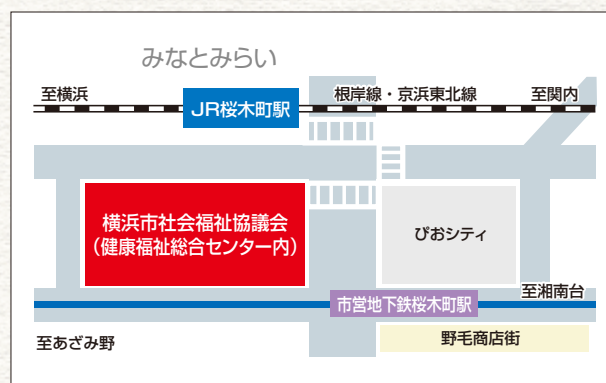 みなとみらい
至横浜
JR桜木町駅
根岸線・京浜東北線
至関内
横浜市社会福祉協議会
(健康福祉総合センター内)
ぴおシティ
至湘南台
市営地下鉄桜木町駅
至あざみ野
野毛商店街